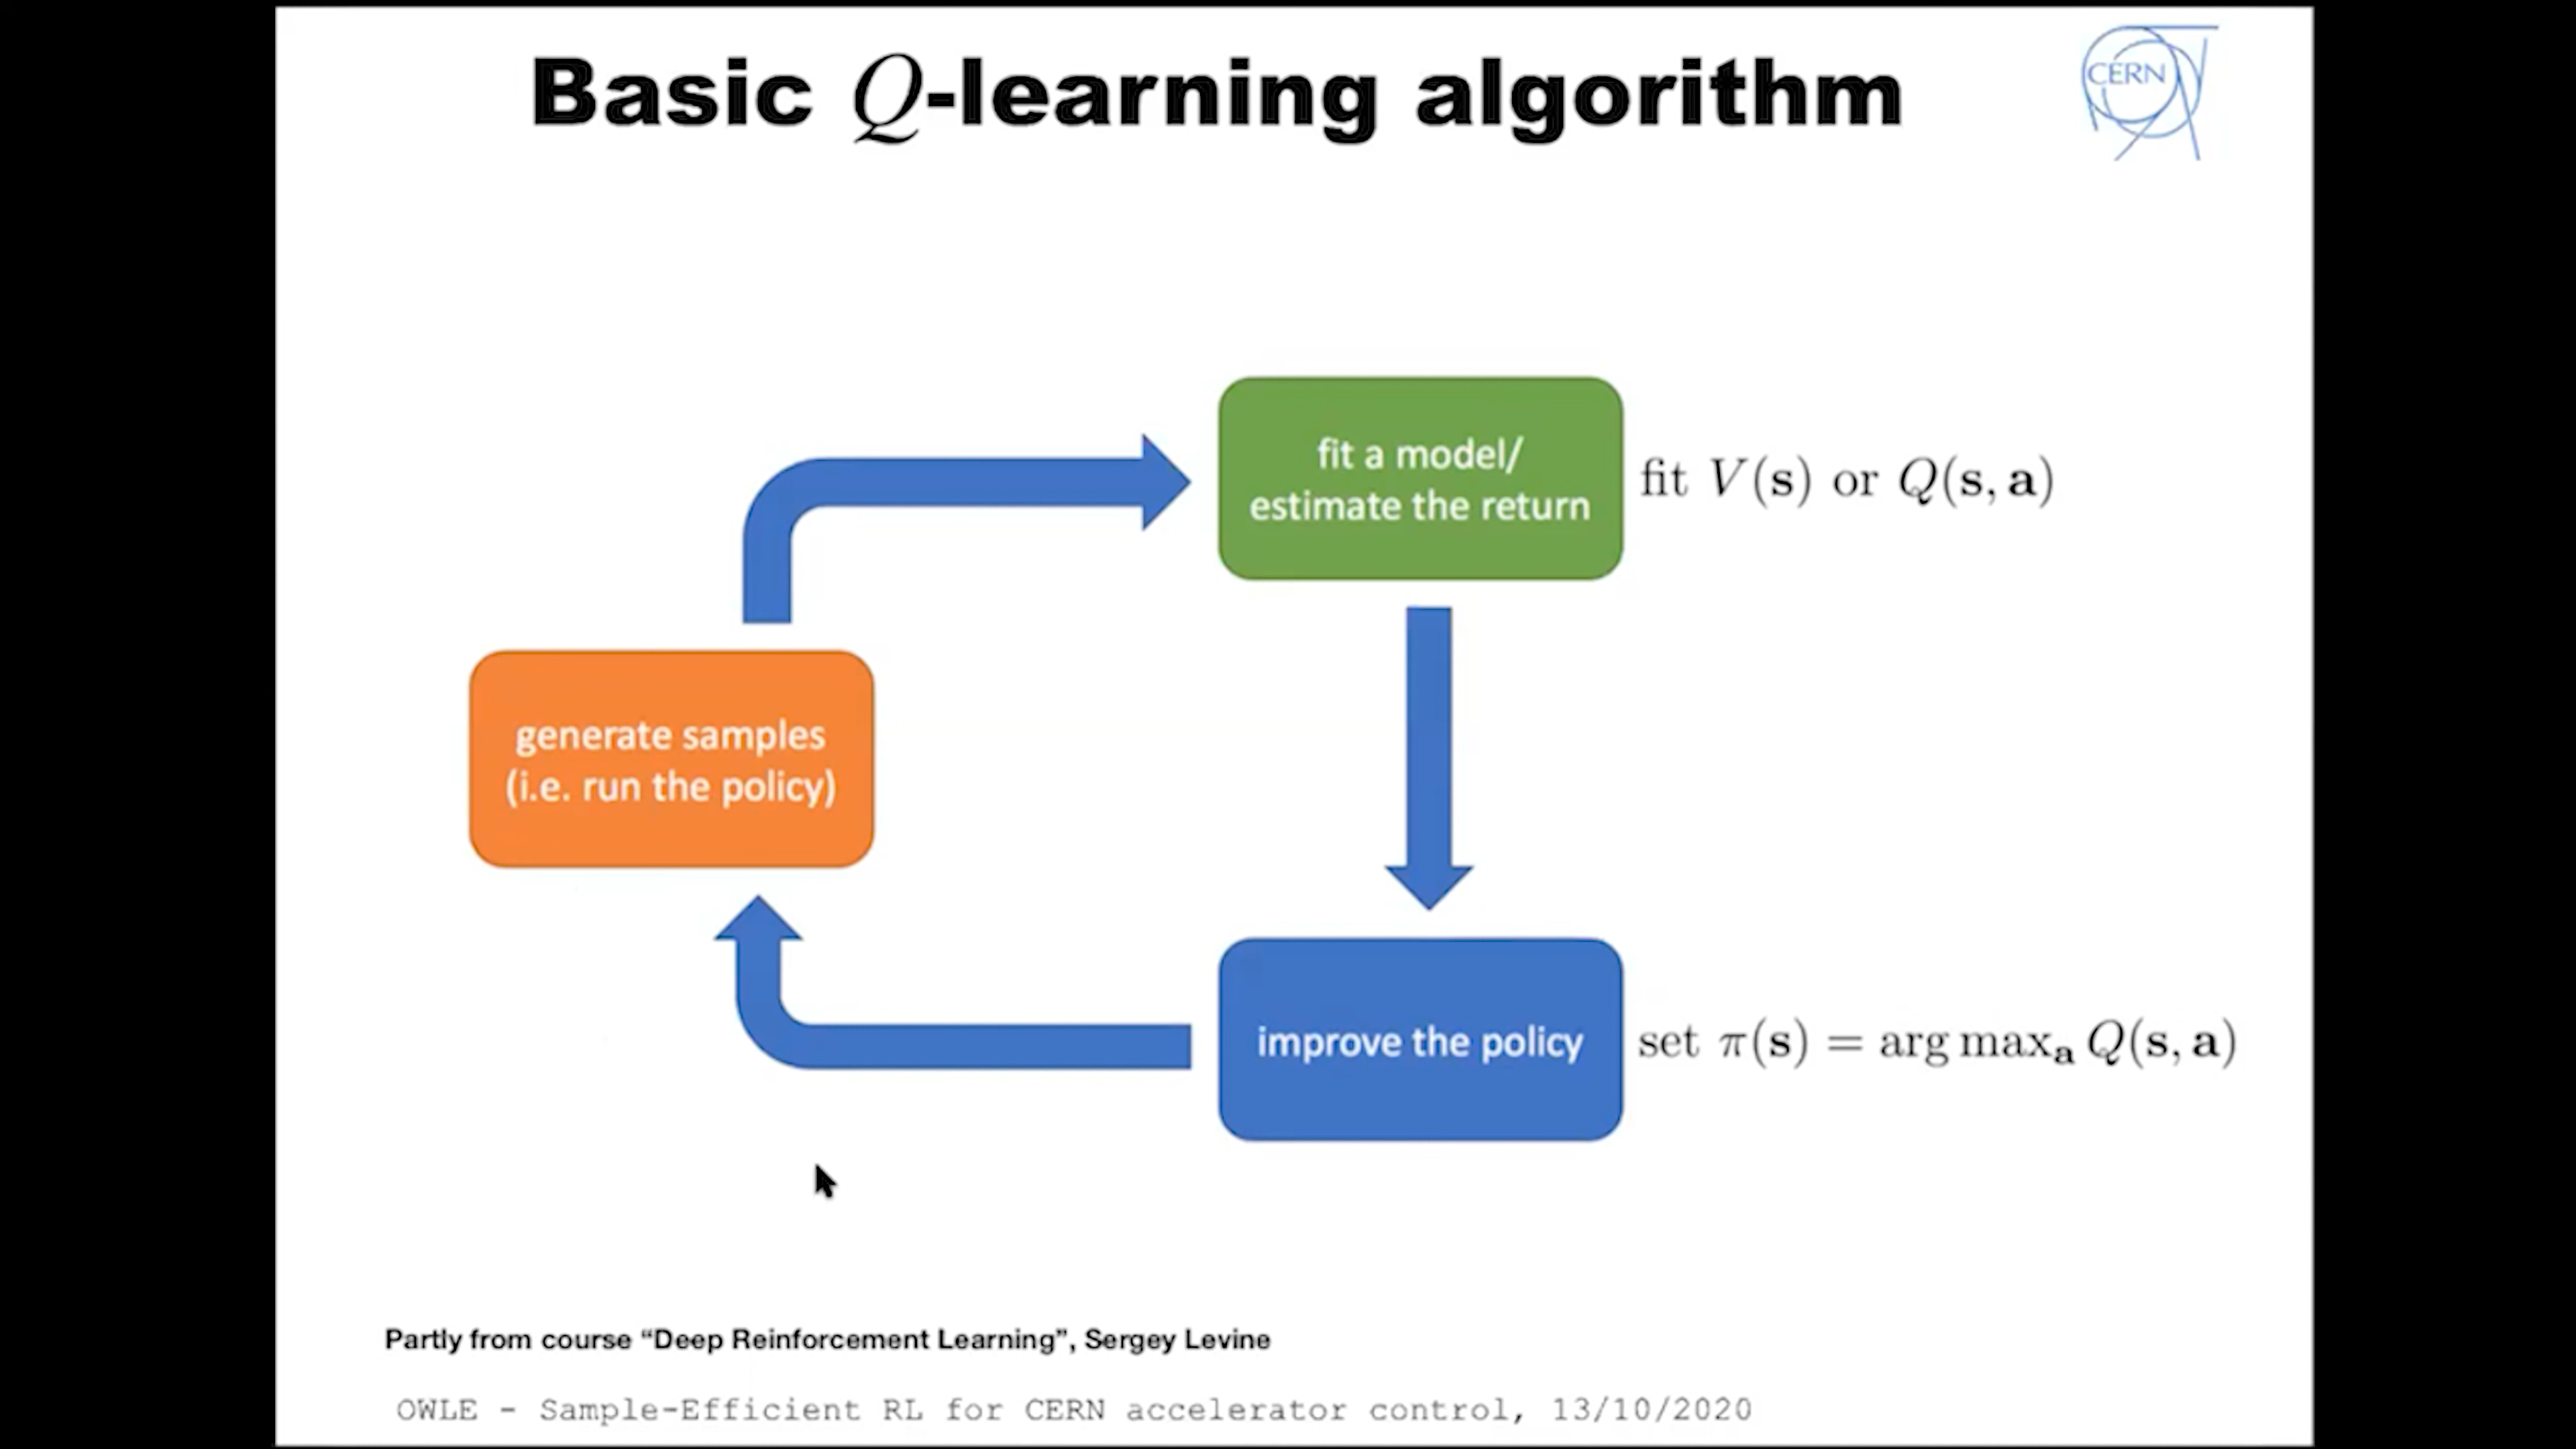 Basic Q-learning algorithm
CERN
fit a model/
estimate the return
fit V(s) or Q(s, a)
generate samples
(i.e. run the policy)
improve the policy
set π(s) = arg maxₐ Q(s, a)
Partly from course “Deep Reinforcement Learning”, Sergey Levine
OWLE - Sample-Efficient RL for CERN accelerator control, 13/10/2020